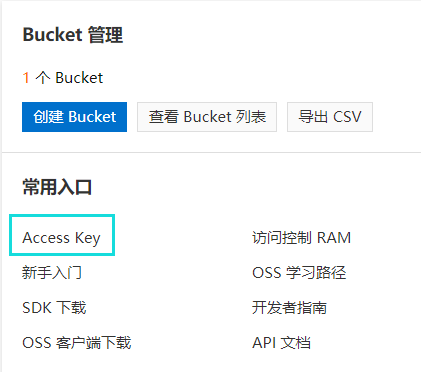 Bucket 管理
1 个 Bucket
创建 Bucket 查看 Bucket 列表 导出 CSV
常用入口
Access Key 访问控制 RAM
新手入门 OSS 学习路径
SDK 下载 开发者指南
OSS 客户端下载 API 文档